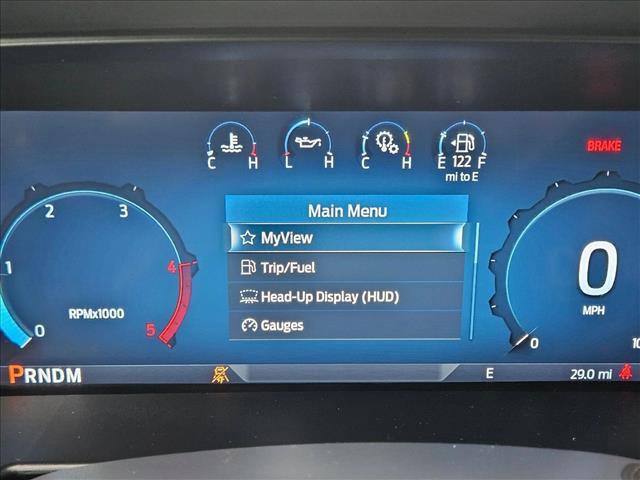 BRAKE
C H
L H
C H
E 122 F
mi to E
Main Menu
MyView
Trip/Fuel
Head-Up Display (HUD)
Gauges
2 3
1 4
0 5
RPMx1000
0
MPH
0 10
PRNDM
E
29.0 mi